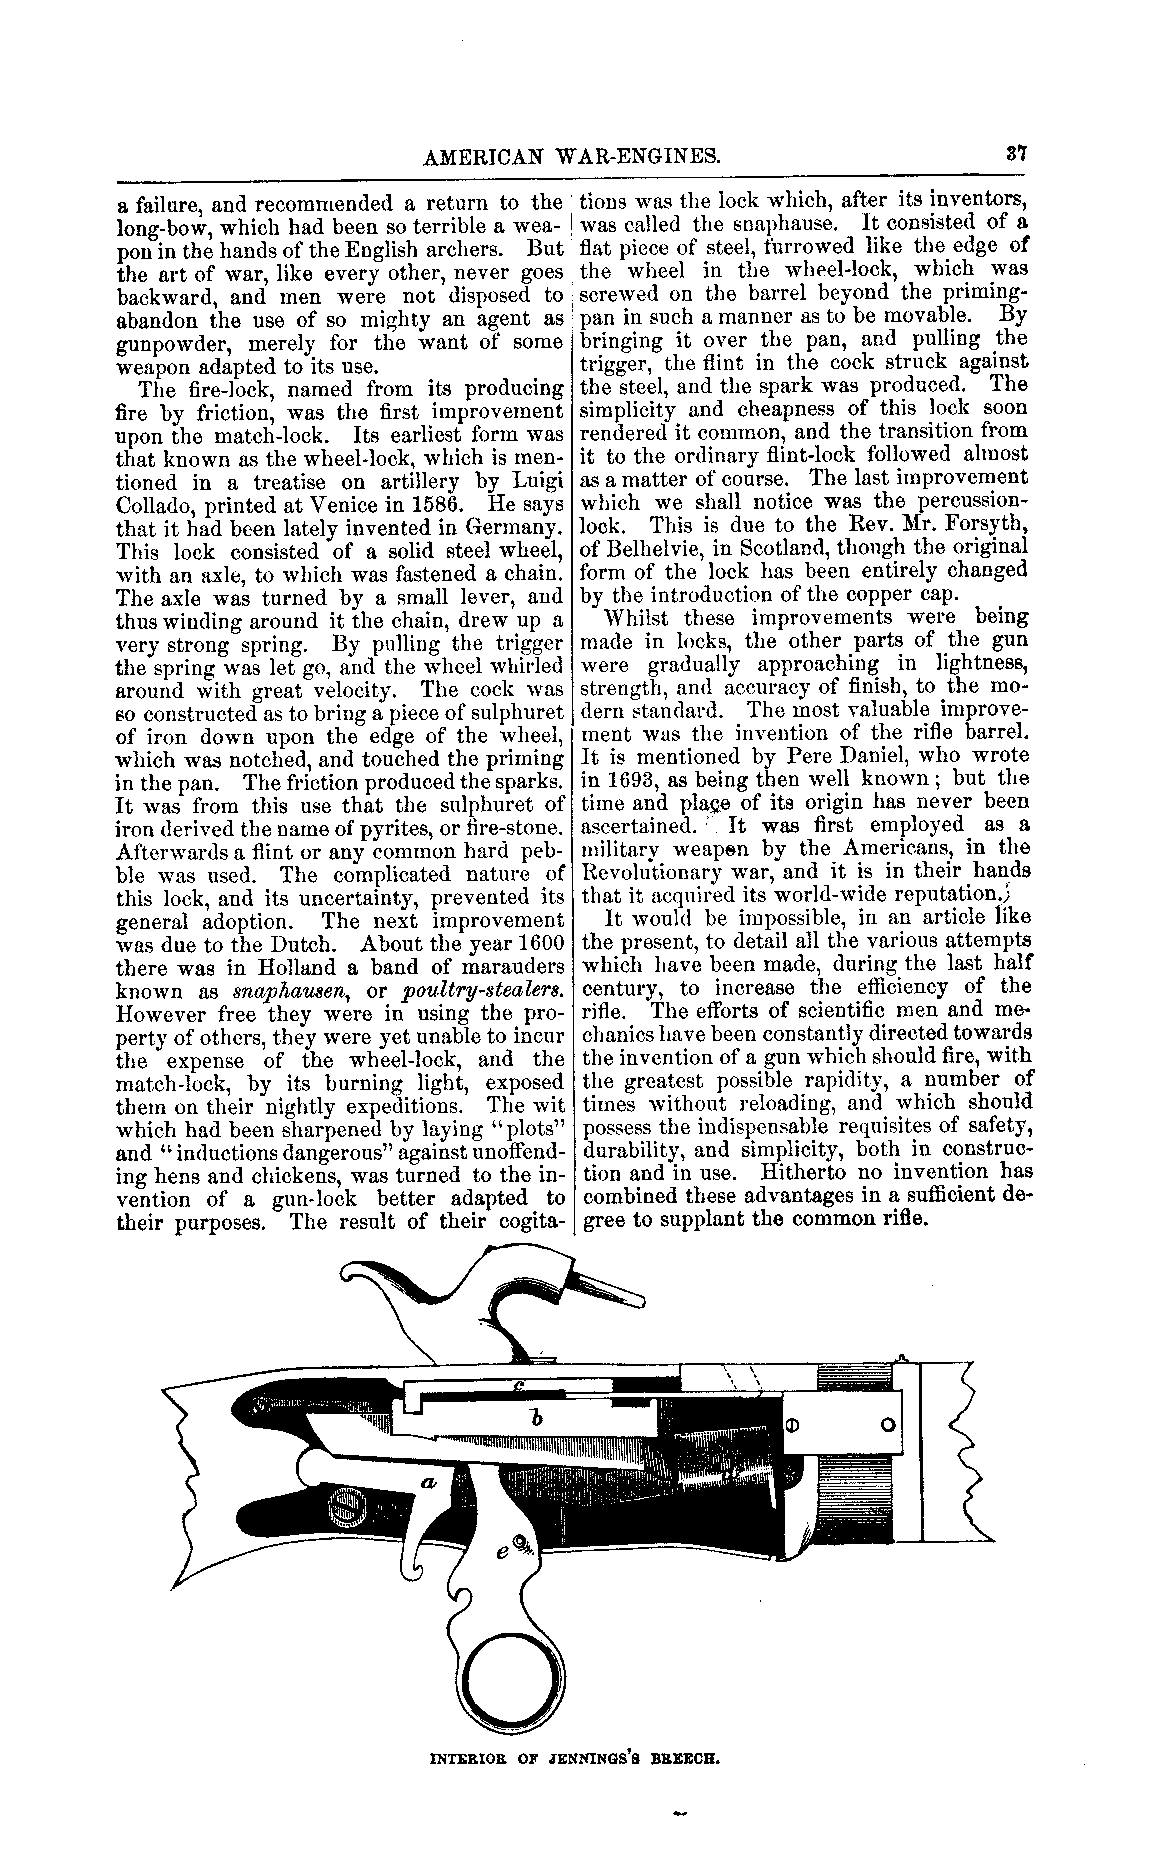 AMERICAN WAR-ENGINES.
37
a failure, and recommended a return to the
long-bow, which had been so terrible a wea-
pon in the hands of the English archers. But
the art of war, like every other, never goes
backward, and men were not disposed to
abandon the use of so mighty an agent as
gunpowder, merely for the want of some
weapon adapted to its use.
The fire-lock, named from its producing
fire by friction, was the first improvement
upon the match-lock. Its earliest form was
that known as the wheel-lock, which is men-
tioned in a treatise on artillery by Luigi
Collado, printed at Venice in 1586. He says
that it had been lately invented in Germany.
This lock consisted of a solid steel wheel,
with an axle, to which was fastened a chain.
The axle was turned by a small lever, and
thus winding around it the chain, drew up a
very strong spring. By pulling the trigger
the spring was let go, and the wheel whirled
around with great velocity. The cock was
so constructed as to bring a piece of sulphuret
of iron down upon the edge of the wheel,
which was notched, and touched the priming
in the pan. The friction produced the sparks.
It was from this use that the sulphuret of
iron derived the name of pyrites, or fire-stone.
Afterwards a flint or any common hard peb-
ble was used. The complicated nature of
this lock, and its uncertainty, prevented its
general adoption. The next improvement
was due to the Dutch. About the year 1600
there was in Holland a band of marauders
known as snaphausen, or poultry-stealers.
However free they were in using the pro-
perty of others, they were yet unable to incur
the expense of the wheel-lock, and the
match-lock, by its burning light, exposed
them on their nightly expeditions. The wit
which had been sharpened by laying "plots"
and "inductions dangerous" against unoffend-
ing hens and chickens, was turned to the in-
vention of a gun-lock better adapted to
their purposes. The result of their cogita-
tions was the lock which, after its inventors,
was called the snaphause. It consisted of a
flat piece of steel, furrowed like the edge of
the wheel in the wheel-lock, which was
screwed on the barrel beyond the priming-
pan in such a manner as to be movable. By
bringing it over the pan, and pulling the
trigger, the flint in the cock struck against
the steel, and the spark was produced. The
simplicity and cheapness of this lock soon
rendered it common, and the transition from
it to the ordinary flint-lock followed almost
as a matter of course. The last improvement
which we shall notice was the percussion-
lock. This is due to the Rev. Mr. Forsyth,
of Belhelvie, in Scotland, though the original
form of the lock has been entirely changed
by the introduction of the copper cap.
Whilst these improvements were being
made in locks, the other parts of the gun
were gradually approaching in lightness,
strength, and accuracy of finish, to the mo-
dern standard. The most valuable improve-
ment was the invention of the rifle barrel.
It is mentioned by Pere Daniel, who wrote
in 1693, as being then well known; but the
time and place of its origin has never been
ascertained. It was first employed as a
military weapon by the Americans, in the
Revolutionary war, and it is in their hands
that it acquired its world-wide reputation.
It would be impossible, in an article like
the present, to detail all the various attempts
which have been made, during the last half
century, to increase the efficiency of the
rifle. The efforts of scientific men and me-
chanics have been constantly directed towards
the invention of a gun which should fire, with
the greatest possible rapidity, a number of
times without reloading, and which should
possess the indispensable requisites of safety,
durability, and simplicity, both in construc-
tion and in use. Hitherto no invention has
combined these advantages in a sufficient de-
gree to supplant the common rifle.
c
b
a
e
INTERIOR OF JENNINGS'S BREECH.